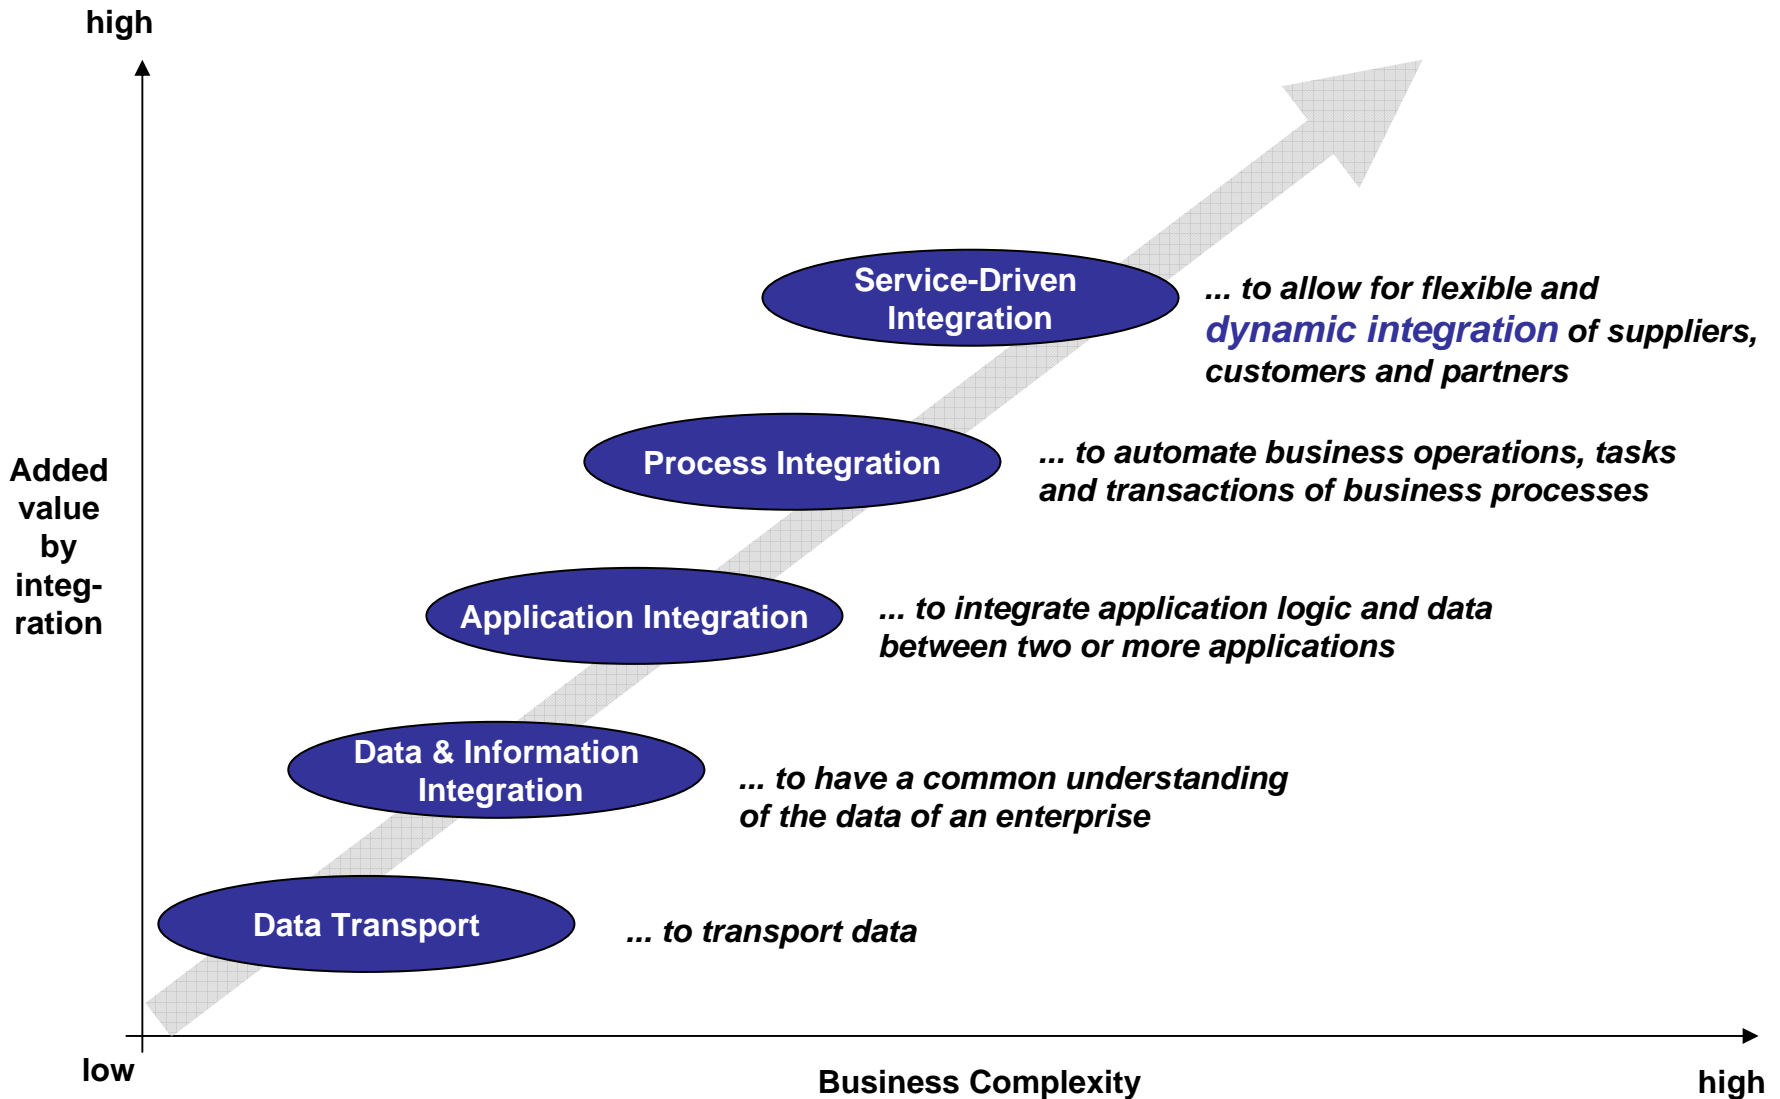 high
Service-Driven
Integration
... to allow for flexible and
dynamic integration of suppliers,
customers and partners
Process Integration
... to automate business operations, tasks
and transactions of business processes
Added
value
by
integ-
ration
Application Integration
... to integrate application logic and data
between two or more applications
Data & Information
Integration
... to have a common understanding
of the data of an enterprise
Data Transport
... to transport data
low
Business Complexity
high